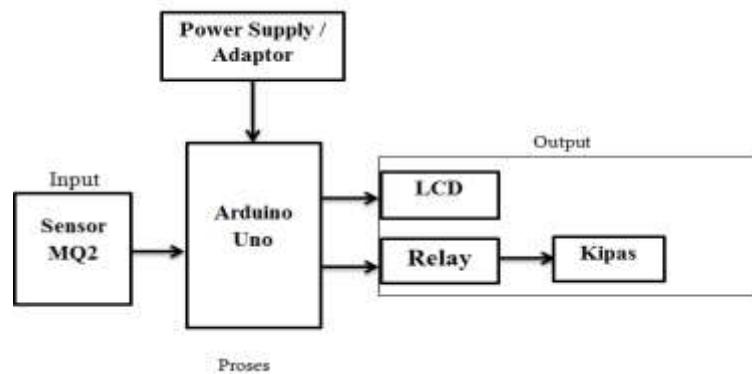 Power Supply /
Adaptor
Output
Input
LCD
Sensor
MQ2
Arduino
Uno
Relay
Kipas
Proses